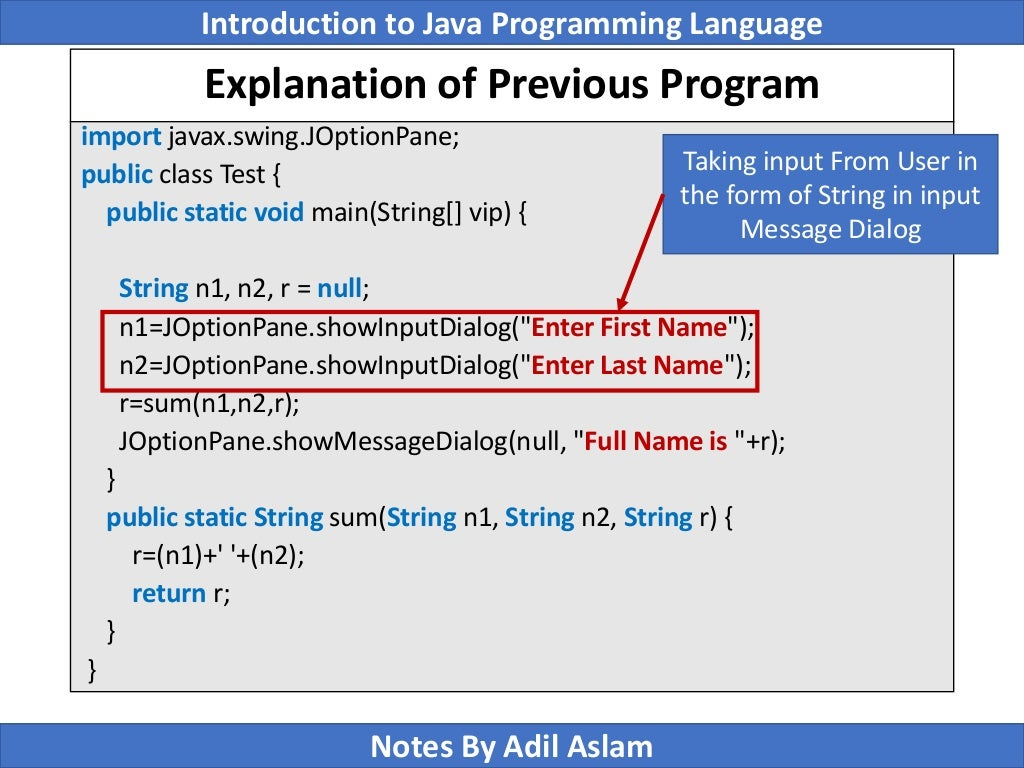 Introduction to Java Programming Language
Explanation of Previous Program
import javax.swing.JOptionPane;
public class Test {
public static void main(String[] vip) {
String n1, n2, r = null;
n1=JOptionPane.showInputDialog("Enter First Name");
n2=JOptionPane.showInputDialog("Enter Last Name");
r=sum(n1,n2,r);
JOptionPane.showMessageDialog(null, "Full Name is "+r);
}
public static String sum(String n1, String n2, String r) {
r=(n1)+' '+(n2);
return r;
}
}
Taking input From User in
the form of String in input
Message Dialog
Notes By Adil Aslam